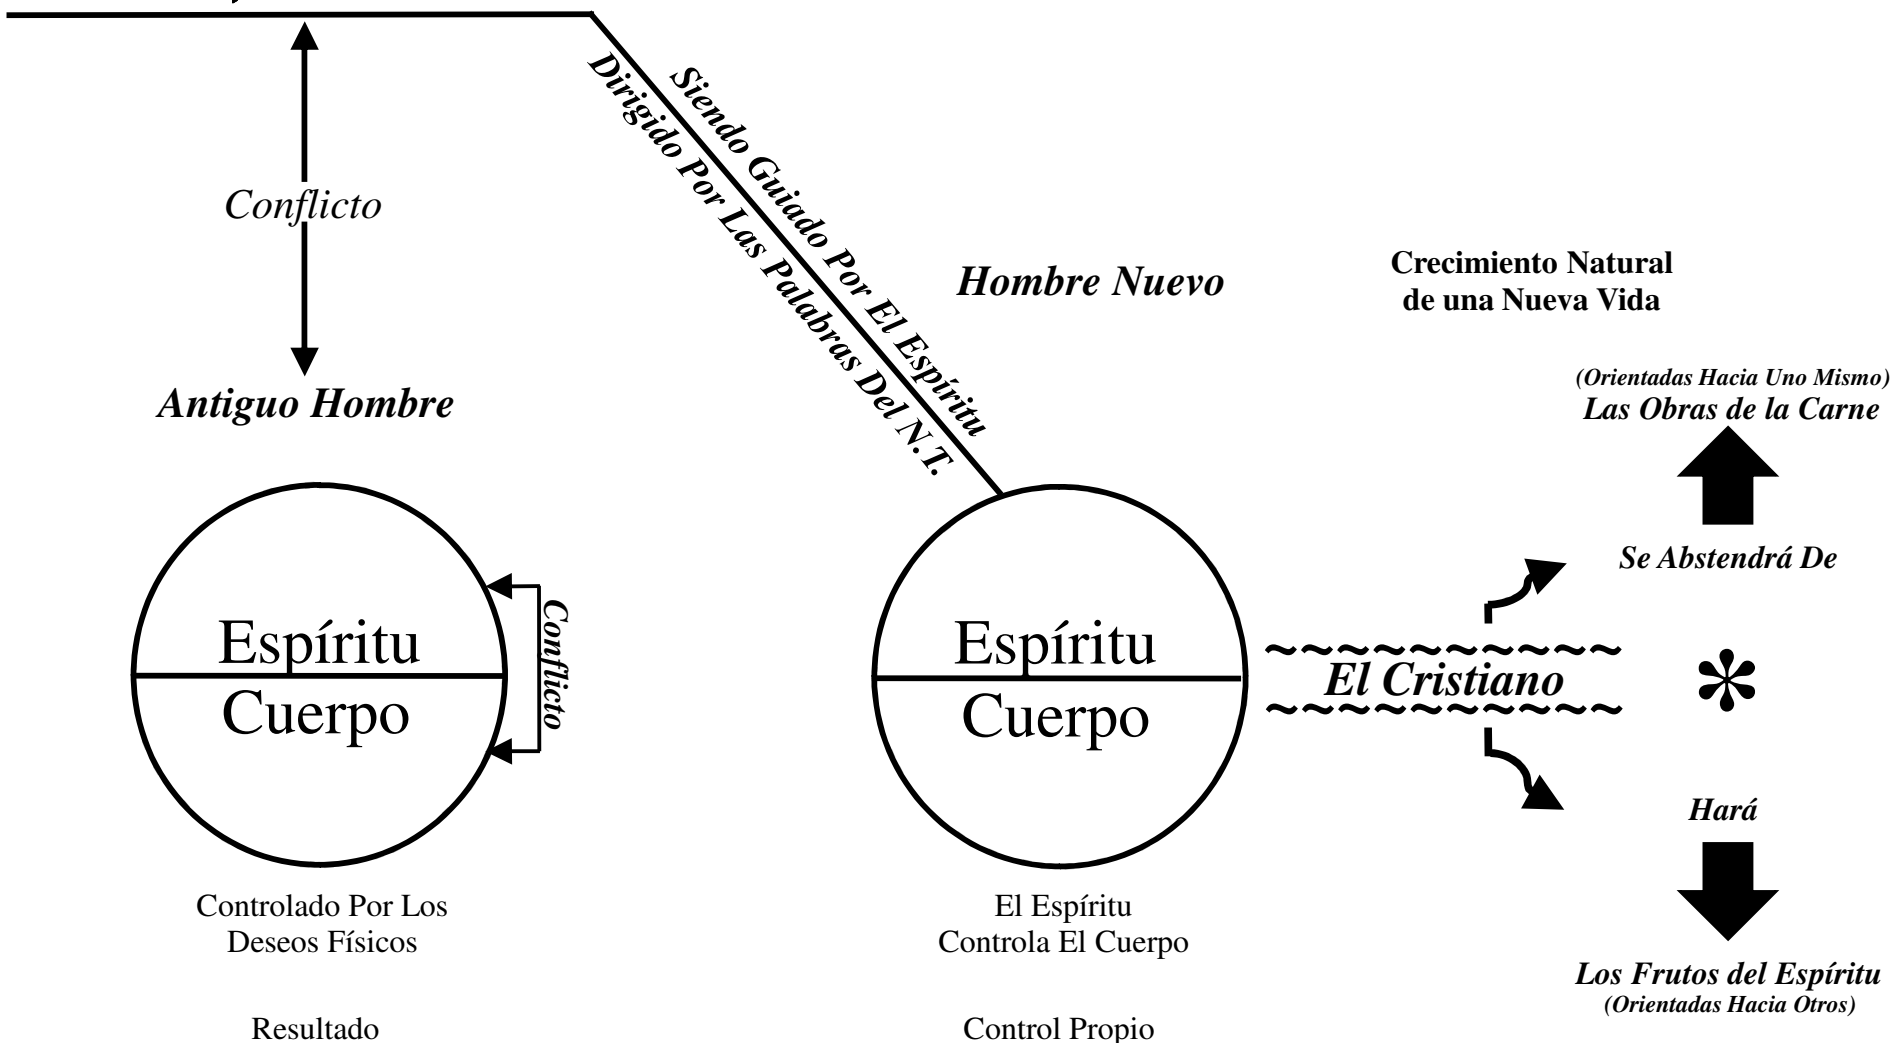 Conflicto
Antiguo Hombre
Espíritu
Cuerpo
Conflicto
Controlado Por Los
Deseos Físicos
Resultado
Siendo Guiado Por El Espíritu
Dirigido Por Las Palabras Del N.T.
Hombre Nuevo
Espíritu
Cuerpo
El Espíritu
Controla El Cuerpo
Control Propio
Crecimiento Natural
de una Nueva Vida
(Orientadas Hacia Uno Mismo)
Las Obras de la Carne
Se Abstendrá De
~ ~ ~ ~ ~ ~ ~ ~ ~ ~
El Cristiano
~ ~ ~ ~ ~ ~ ~ ~ ~ ~
*
Hará
Los Frutos del Espíritu
(Orientadas Hacia Otros)